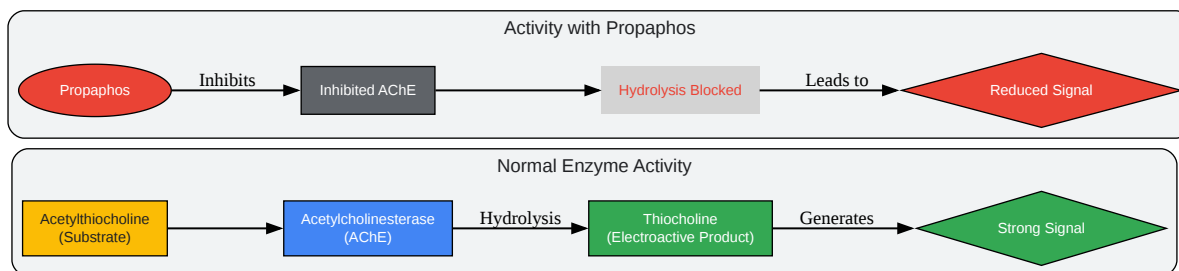 Activity with Propaphos
Propaphos
Inhibits
Inhibited AChE
Hydrolysis Blocked
Leads to
Reduced Signal
Normal Enzyme Activity
Acetylthiocholine
(Substrate)
Acetylcholinesterase
(AChE)
Hydrolysis
Thiocholine
(Electroactive Product)
Generates
Strong Signal